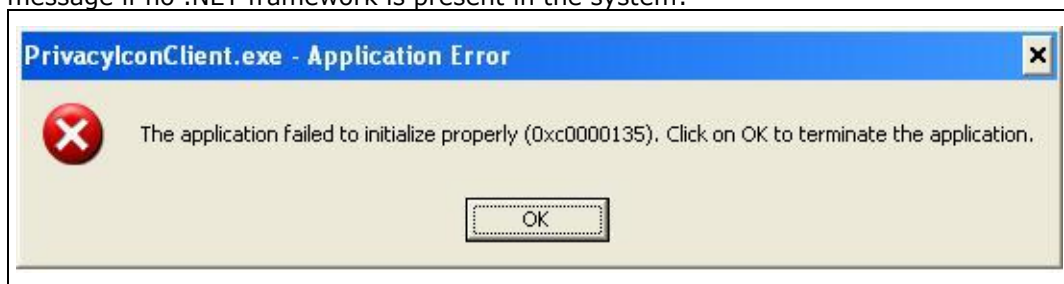 message if no .NET framework is present in the system:
PrivacyIconClient.exe - Application Error
The application failed to initialize properly (0xc0000135). Click on OK to terminate the application.
OK